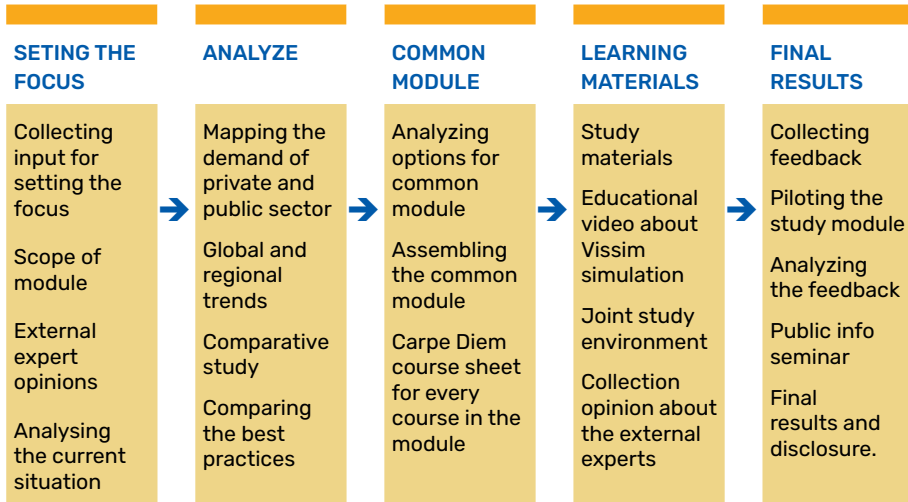 SETING THE
FOCUS
Collecting
input for
setting the
focus
Scope of
module
External
expert
opinions
Analysing
the current
situation
ANALYZE
Mapping the
demand of
private and
public sector
Global and
regional
trends
Comparative
study
Comparing
the best
practices
COMMON
MODULE
Analyzing
options for
common
module
Assembling
the common
module
Carpe Diem
course sheet
for every
course in the
module
LEARNING
MATERIALS
Study
materials
Educational
video about
Vissim
simulation
Joint study
environment
Collection
opinion about
the external
experts
FINAL
RESULTS
Collecting
feedback
Piloting the
study module
Analyzing
the feedback
Public info
seminar
Final
results and
disclosure.